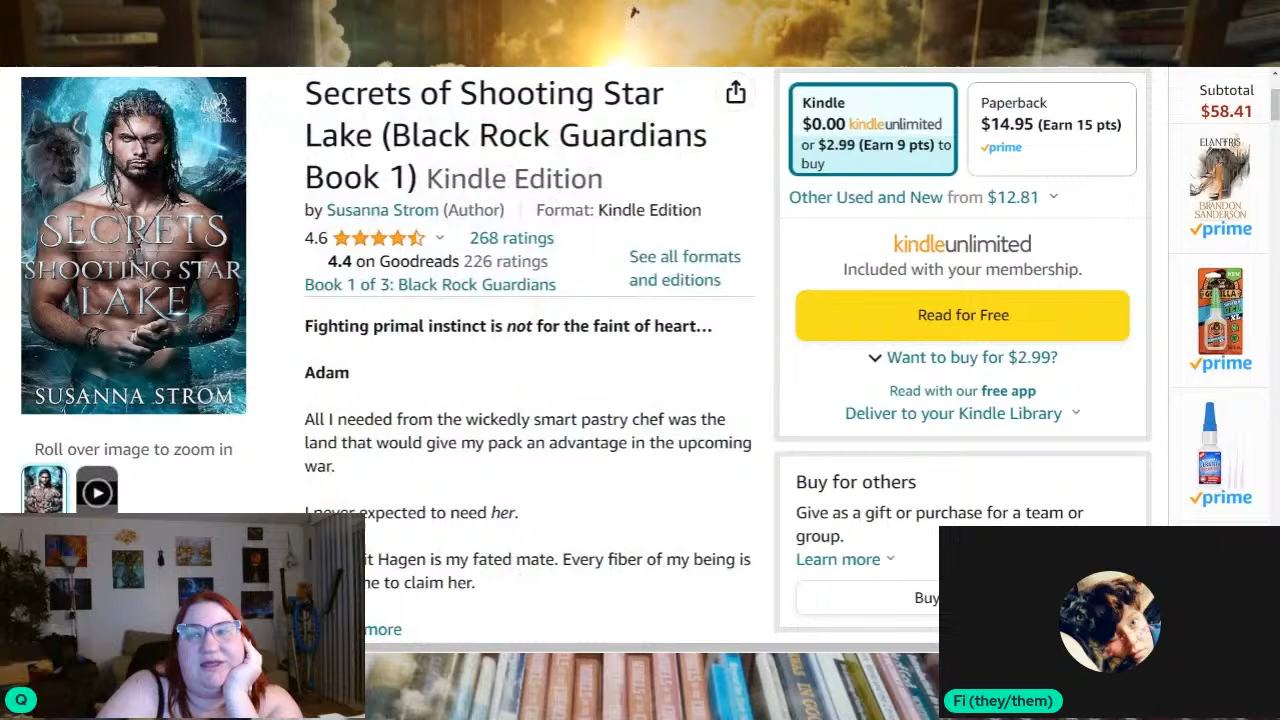 Secrets of Shooting Star
Lake (Black Rock Guardians
Book 1) Kindle Edition
by Susanna Strom (Author) Format: Kindle Edition
4.6 268 ratings
4.4 on Goodreads 226 ratings
Book 1 of 3: Black Rock Guardians
See all formats
and editions
Fighting primal instinct is not for the faint of heart…
Adam
All I needed from the wickedly smart pastry chef was the
land that would give my pack an advantage in the upcoming
war.
I never expected to need her.
it Hagen is my fated mate. Every fiber of my being is
me to claim her.
more
SECRETS
OF
SHOOTING STAR
LAKE
SUSANNA STROM
Roll over image to zoom in
Kindle
$0.00 kindleunlimited
or $2.99 (Earn 9 pts) to
buy
Paperback
$14.95 (Earn 15 pts)
prime
Other Used and New from $12.81
kindleunlimited
Included with your membership.
Read for Free
Want to buy for $2.99?
Read with our free app
Deliver to your Kindle Library
Buy for others
Give as a gift or purchase for a team or
group.
Learn more
Buy
Subtotal
$58.41
ELANTRIS
BRANDON
SANDERSON
prime
GORILLA
prime
prime
Q
Fi (they/them)